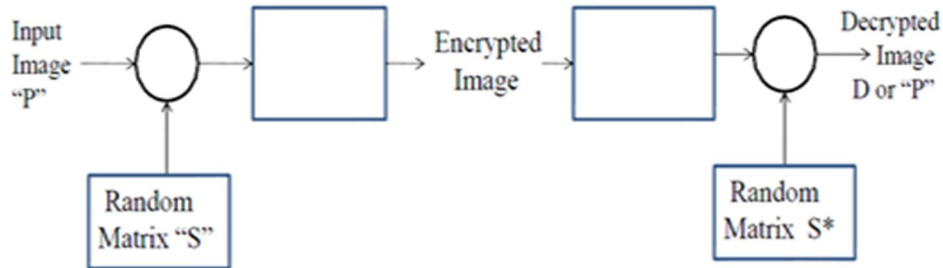 Input
Image
“P”
Encrypted
Image
Decrypted
Image
D or “P”
Random
Matrix “S”
Random
Matrix S*